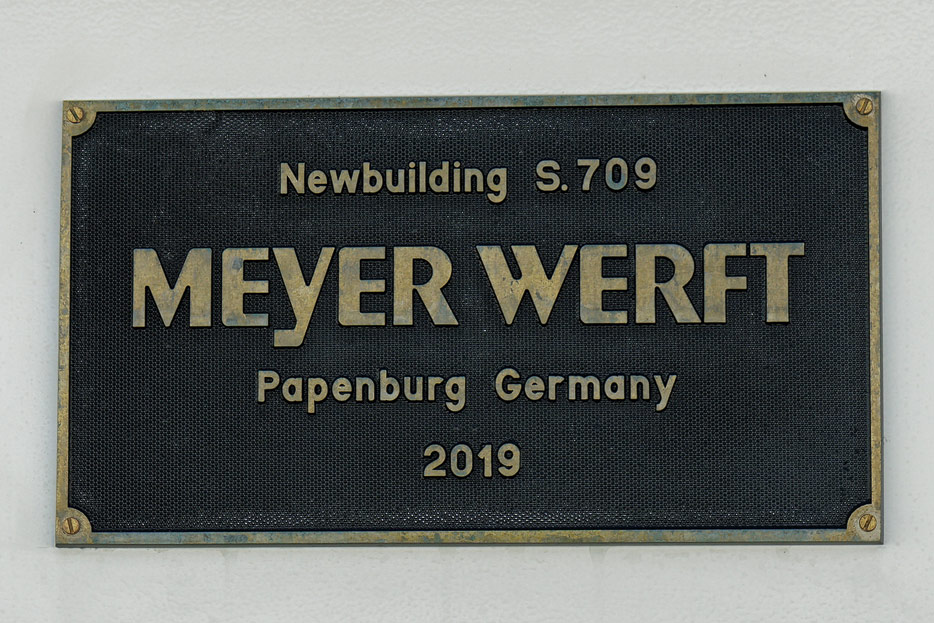 Newbuilding S.709
MEYER WERFT
Papenburg Germany
2019